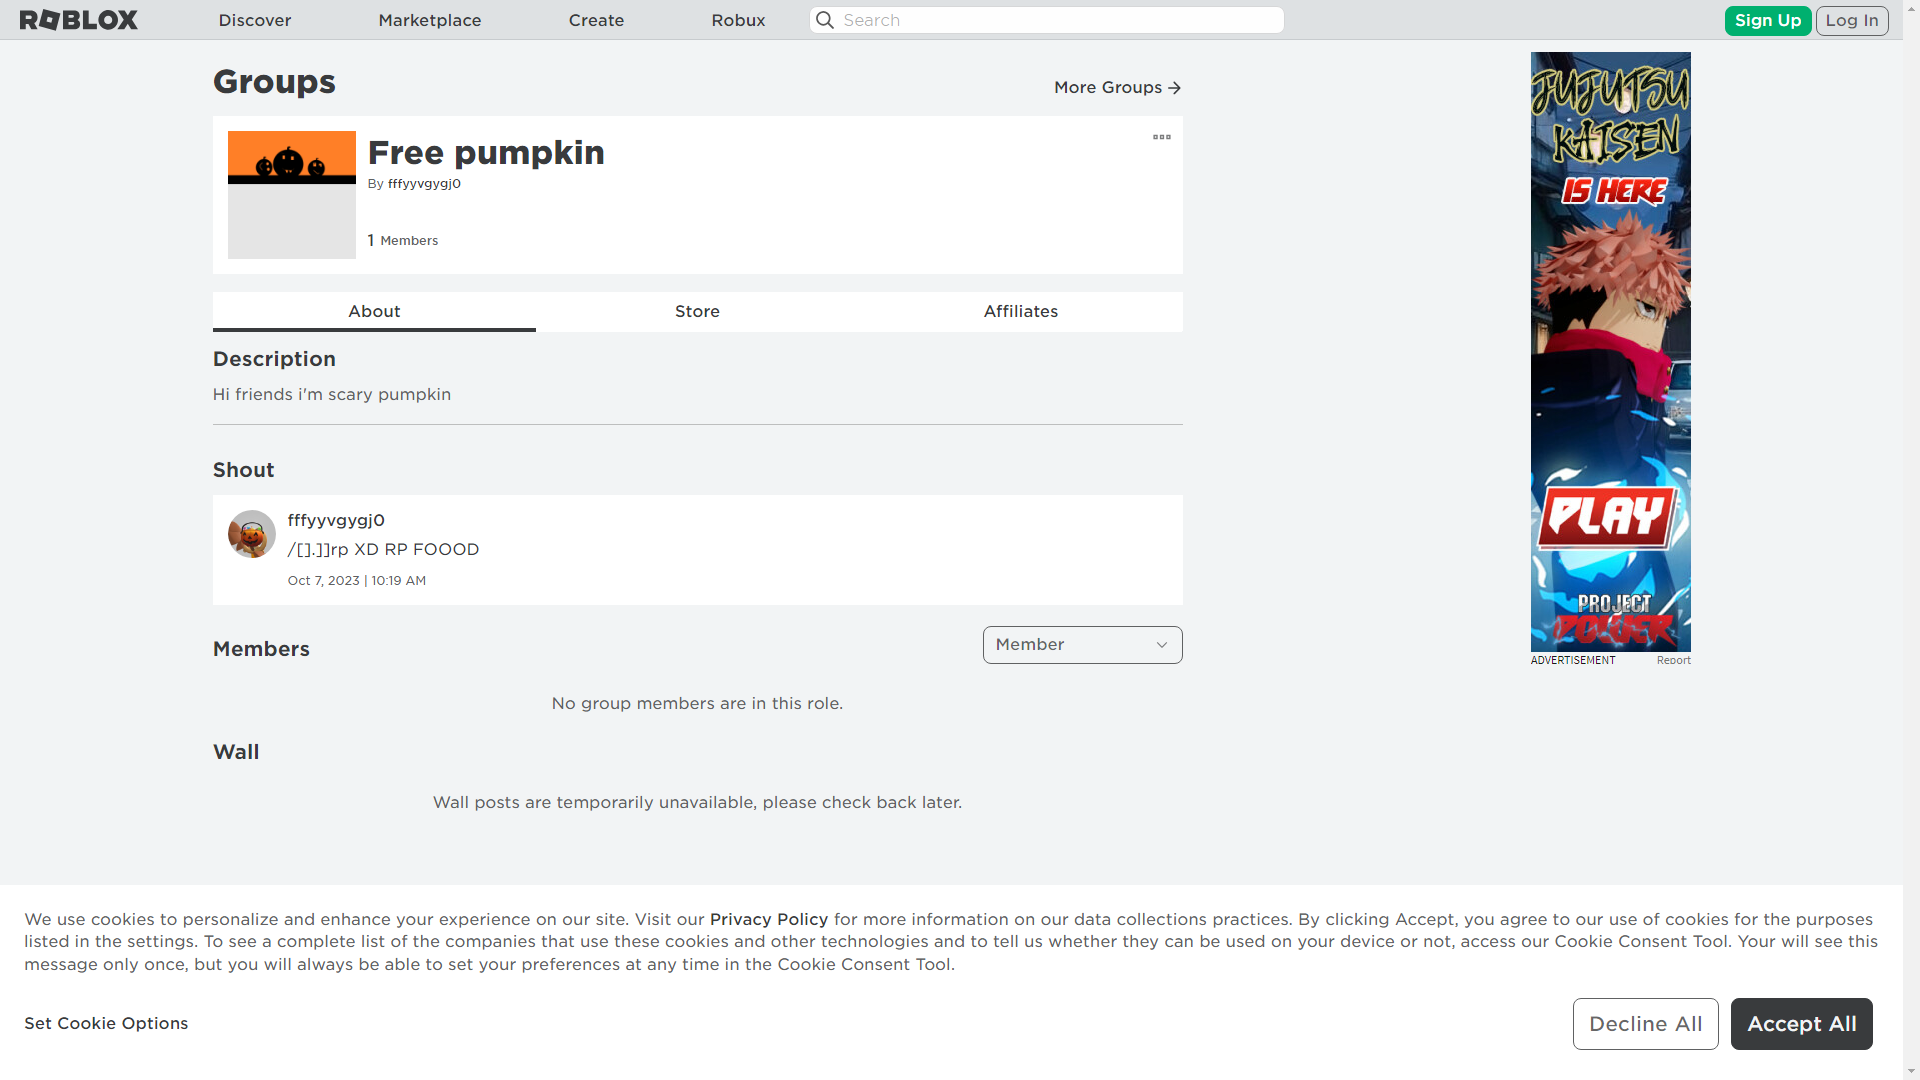 ROBLOX
Discover
Marketplace
Create
Robux
Search
Sign Up
Log In
Groups
More Groups
Free pumpkin
By fffyyvgygj0
1 Members
About
Store
Affiliates
Description
Hi friends i'm scary pumpkin
Shout
fffyyvgygj0
/[].]]rp XD RP FOOOD
Oct 7, 2023 | 10:19 AM
Members
Member
No group members are in this role.
Wall
Wall posts are temporarily unavailable, please check back later.
JUJUTSU
KAISEN
IS HERE
PLAY
PROJECT
POWER
ADVERTISEMENT
Report
We use cookies to personalize and enhance your experience on our site. Visit our Privacy Policy for more information on our data collections practices. By clicking Accept, you agree to our use of cookies for the purposes
listed in the settings. To see a complete list of the companies that use these cookies and other technologies and to tell us whether they can be used on your device or not, access our Cookie Consent Tool. Your will see this
message only once, but you will always be able to set your preferences at any time in the Cookie Consent Tool.
Set Cookie Options
Decline All
Accept All